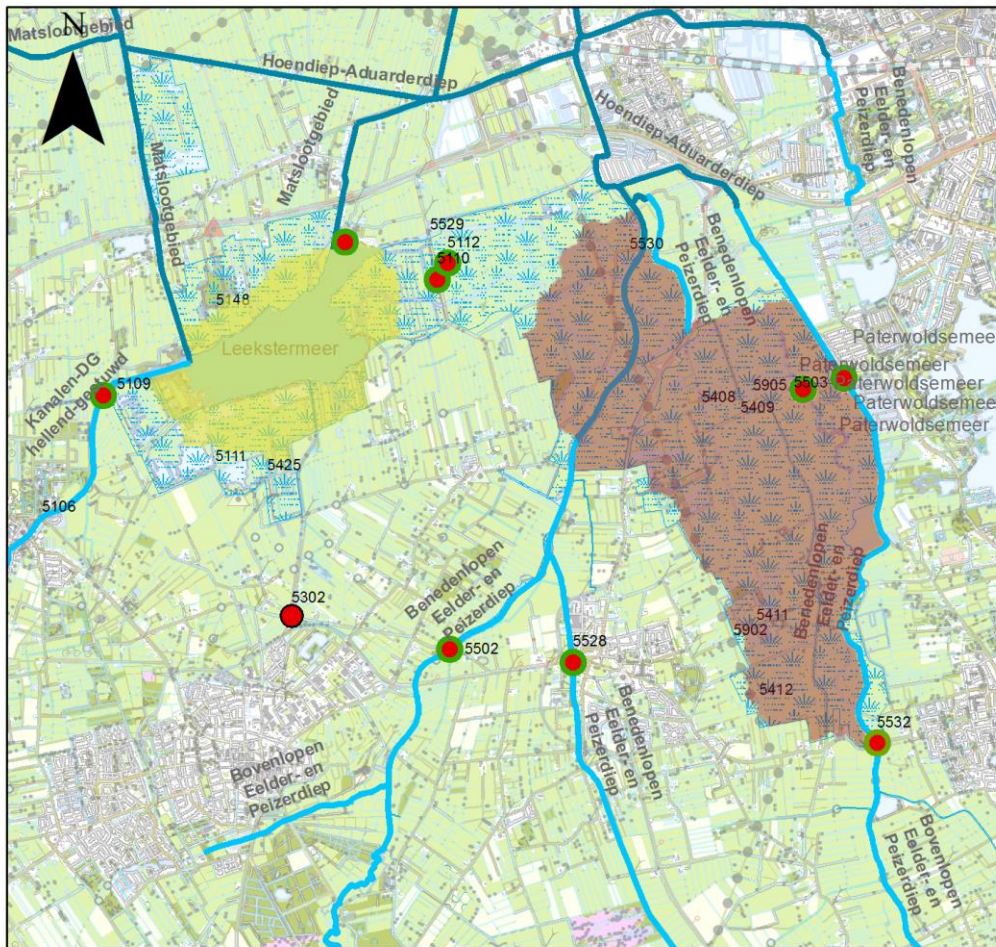 N
Matslootgebied
Hoendiep-Aduarderdiep
Matslootgebied
Matslootgebied
Hoendiep-Aduarderdiep
Benedenlopen
Eelder- en
Peizerdiep
5529
5112
5110
5530
Benedenlopen
Eelder- en
Peizerdiep
5148
Leekstermeer
Paterwoldsemeer
Paterwoldsemeer
Paterwoldsemeer
Paterwoldsemeer
Paterwoldsemeer
Kanalen-DG
hellend-gestuwd
5109
5905
5503
5408
5409
5111
5425
5106
5302
Benedenlopen
Eelder- en
Peizerdiep
5502
5528
5411
5902
5412
Benedenlopen
Eelder- en
Peizerdiep
Benedenlopen
Eelder- en
Peizerdiep
5532
Bovenlopen
Eelder- en
Peizerdiep
Bovenlopen
Eelder- en
Peizerdiep